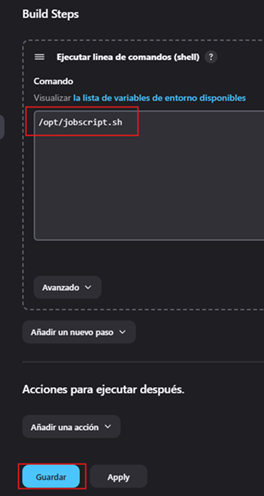 Build Steps
Ejecutar linea de comandos (shell) ?
Comando
Visualizar la lista de variables de entorno disponibles
/opt/jobscript.sh
Avanzado
Añadir un nuevo paso
Acciones para ejecutar después.
Añadir una acción
Guardar Apply